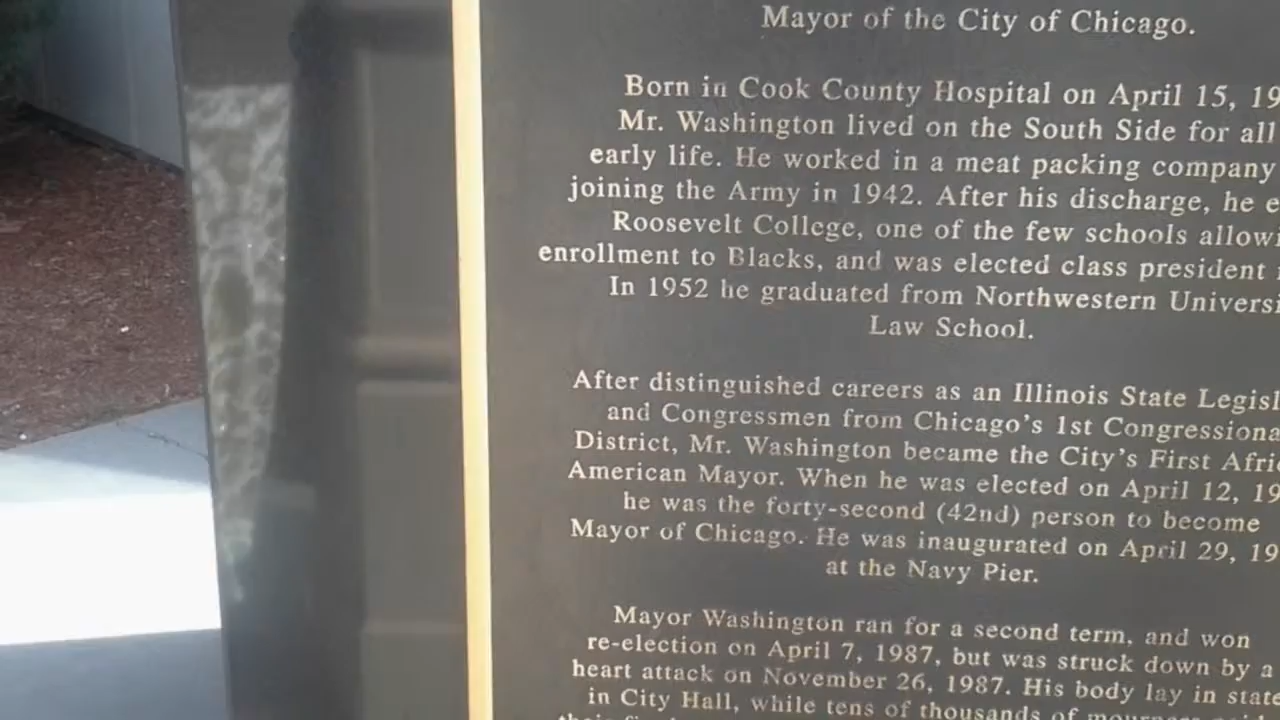 Mayor of the City of Chicago.
Born in Cook County Hospital on April 15, 19
Mr. Washington lived on the South Side for all
early life. He worked in a meat packing company
joining the Army in 1942. After his discharge, he e
Roosevelt College, one of the few schools allowi
enrollment to Blacks, and was elected class president
In 1952 he graduated from Northwestern Universi
Law School.
After distinguished careers as an Illinois State Legisl
and Congressmen from Chicago's 1st Congressiona
District, Mr. Washington became the City's First Afric
American Mayor. When he was elected on April 12, 19
he was the forty-second (42nd) person to become
Mayor of Chicago. He was inaugurated on April 29, 19
at the Navy Pier.
Mayor Washington ran for a second term, and won
re-election on April 7, 1987, but was struck down by a
heart attack on November 26, 1987. His body lay in state
in City Hall, while tens of thousands of